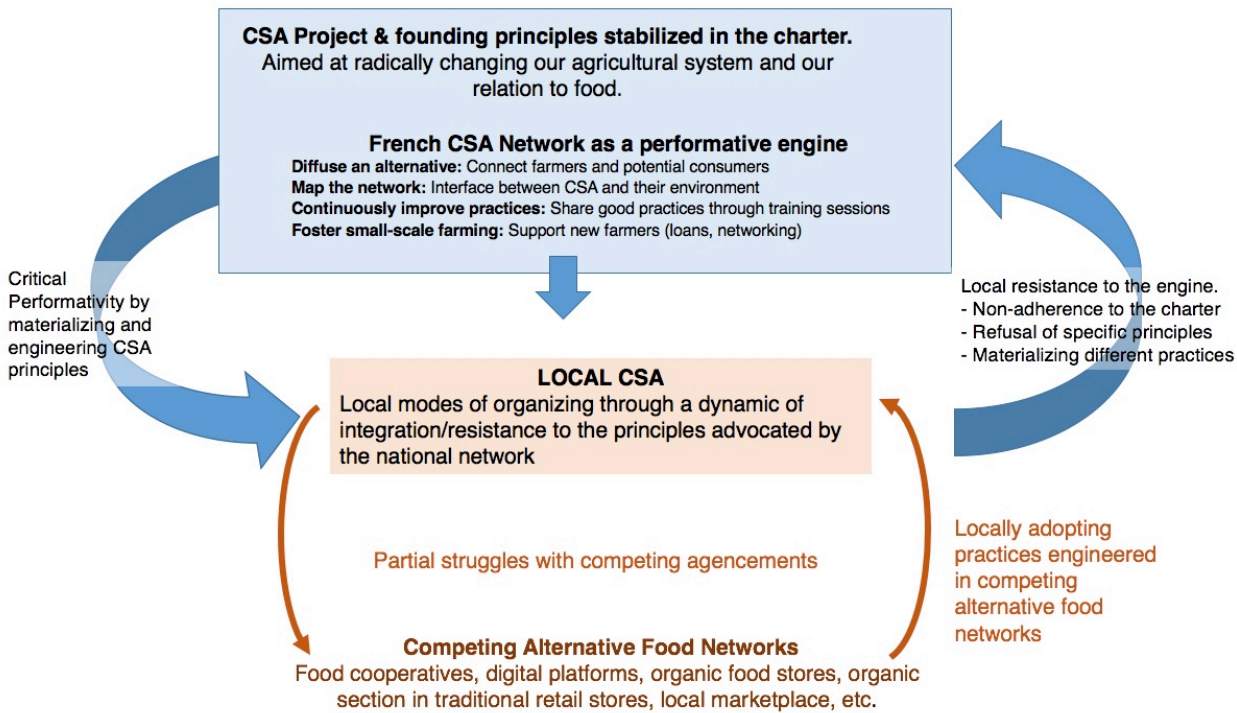 CSA Project & founding principles stabilized in the charter.
Aimed at radically changing our agricultural system and our
relation to food.
French CSA Network as a performative engine
Diffuse an alternative: Connect farmers and potential consumers
Map the network: Interface between CSA and their environment
Continuously improve practices: Share good practices through training sessions
Foster small-scale farming: Support new farmers (loans, networking)
Critical
Performativity by
materializing and
engineering CSA
principles
Local resistance to the engine.
- Non-adherence to the charter
- Refusal of specific principles
- Materializing different practices
LOCAL CSA
Local modes of organizing through a dynamic of
integration/resistance to the principles advocated by
the national network
Partial struggles with competing agencements
Locally adopting
practices engineered
in competing
alternative food
networks
Competing Alternative Food Networks
Food cooperatives, digital platforms, organic food stores, organic
section in traditional retail stores, local marketplace, etc.